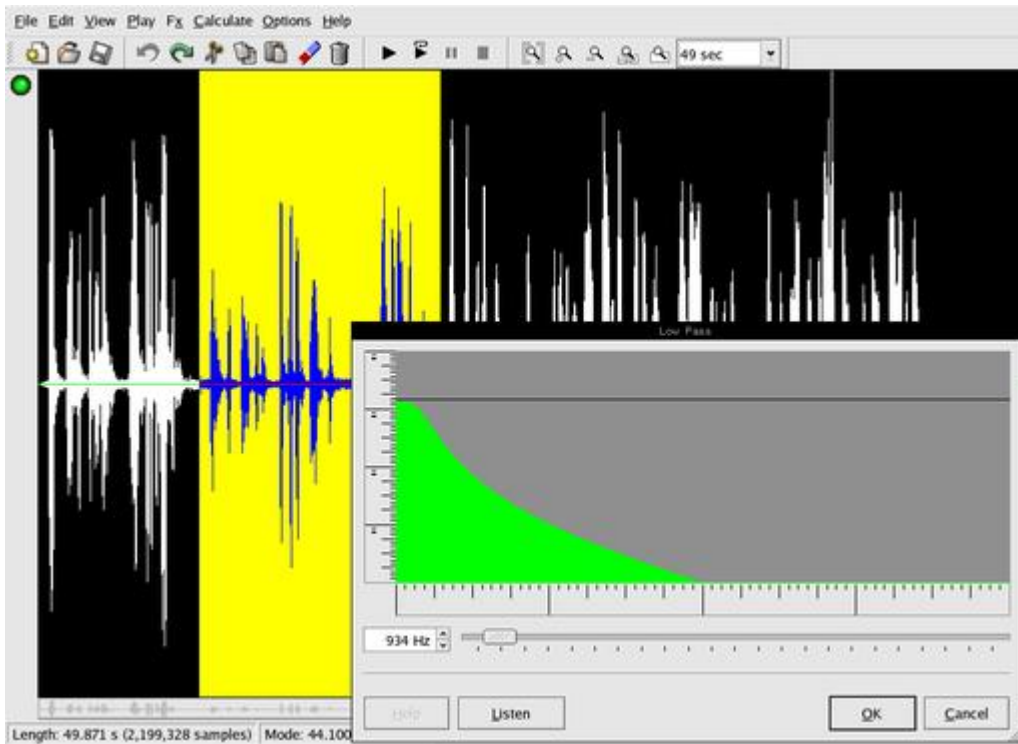 File Edit View Play Fx Calculate Options Help
49 sec
Low Pass
934 Hz
Help Listen OK Cancel
Length: 49.871 s (2,199,328 samples) Mode: 44.100